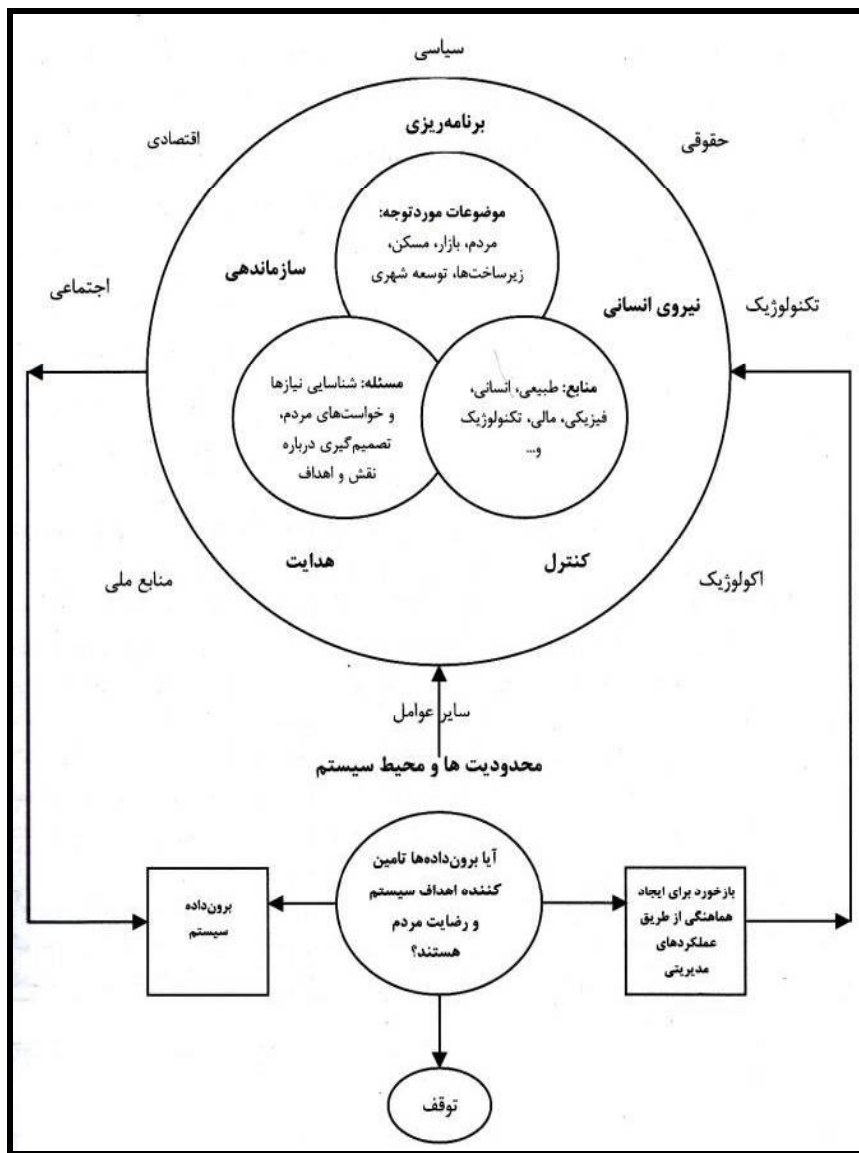 سیاسی
حقوقی
اقتصادی
برنامه‌ریزی
موضوعات موردتوجه:
مردم، بازار، مسکن،
زیرساخت‌ها، توسعه شهری
سازماندهی
نیروی انسانی
تکنولوژیک
اجتماعی
منابع: طبیعی، انسانی،
فیزیکی، مالی، تکنولوژیک
و...
مسئله: شناسایی نیازها
و خواست‌های مردم،
تصمیم‌گیری درباره
نقش و اهداف
کنترل
هدایت
اکولوژیک
منابع ملی
سایر عوامل
محدودیت ها و محیط سیستم
آیا برون‌داده‌ها تامین
کننده اهداف سیستم
و رضایت مردم
هستند؟
بازخورد برای ایجاد
هماهنگی از طریق
عملکردهای
مدیریتی
برون‌داده
سیستم
توقف